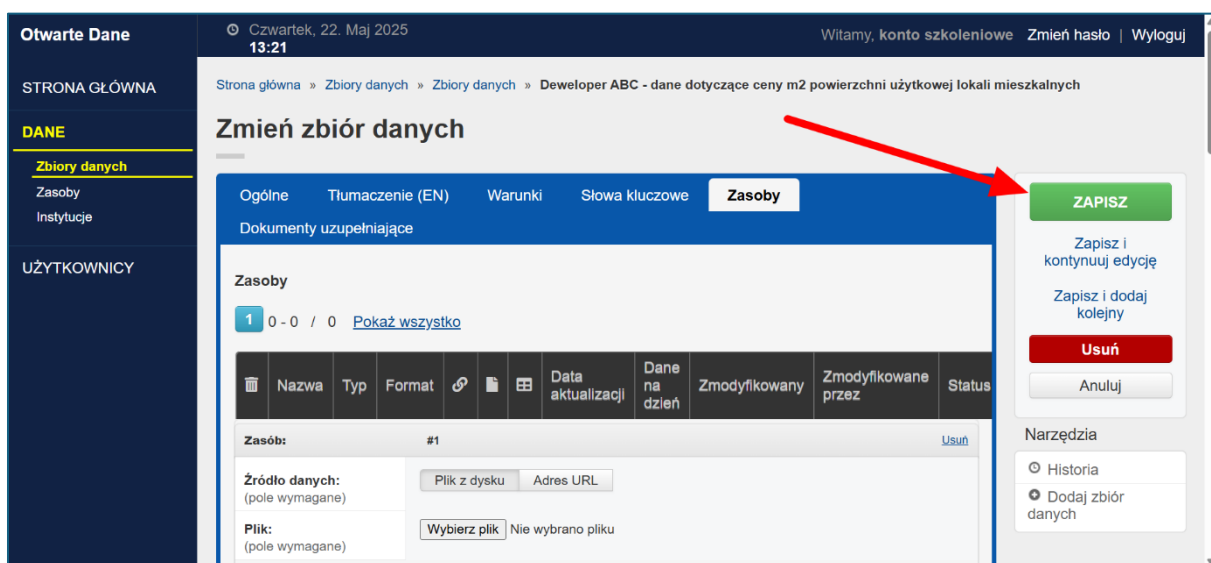 Otwarte Dane
Czwartek, 22. Maj 2025
13:21
Witamy, konto szkoleniowe Zmień hasło | Wyloguj
STRONA GŁÓWNA
DANE
Zbiory danych
Zasoby
Instytucje
UŻYTKOWNICY
Strona główna » Zbiory danych » Zbiory danych » Deweloper ABC - dane dotyczące ceny m2 powierzchni użytkowej lokali mieszkalnych
Zmień zbiór danych
Ogólne Tłumaczenie (EN) Warunki Słowa kluczowe Zasoby
Dokumenty uzupełniające
Zasoby
1 0 - 0 / 0 Pokaż wszystko
Nazwa Typ Format Data aktualizacji Dane na dzień Zmodyfikowany Zmodyfikowane przez Status
Zasób: #1 Usuń
Źródło danych: Plik z dysku Adres URL
(pole wymagane)
Plik: Wybierz plik Nie wybrano pliku
(pole wymagane)
ZAPISZ
Zapisz i
kontynuuj edycję
Zapisz i dodaj
kolejny
Usuń
Anuluj
Narzędzia
Historia
Dodaj zbiór
danych